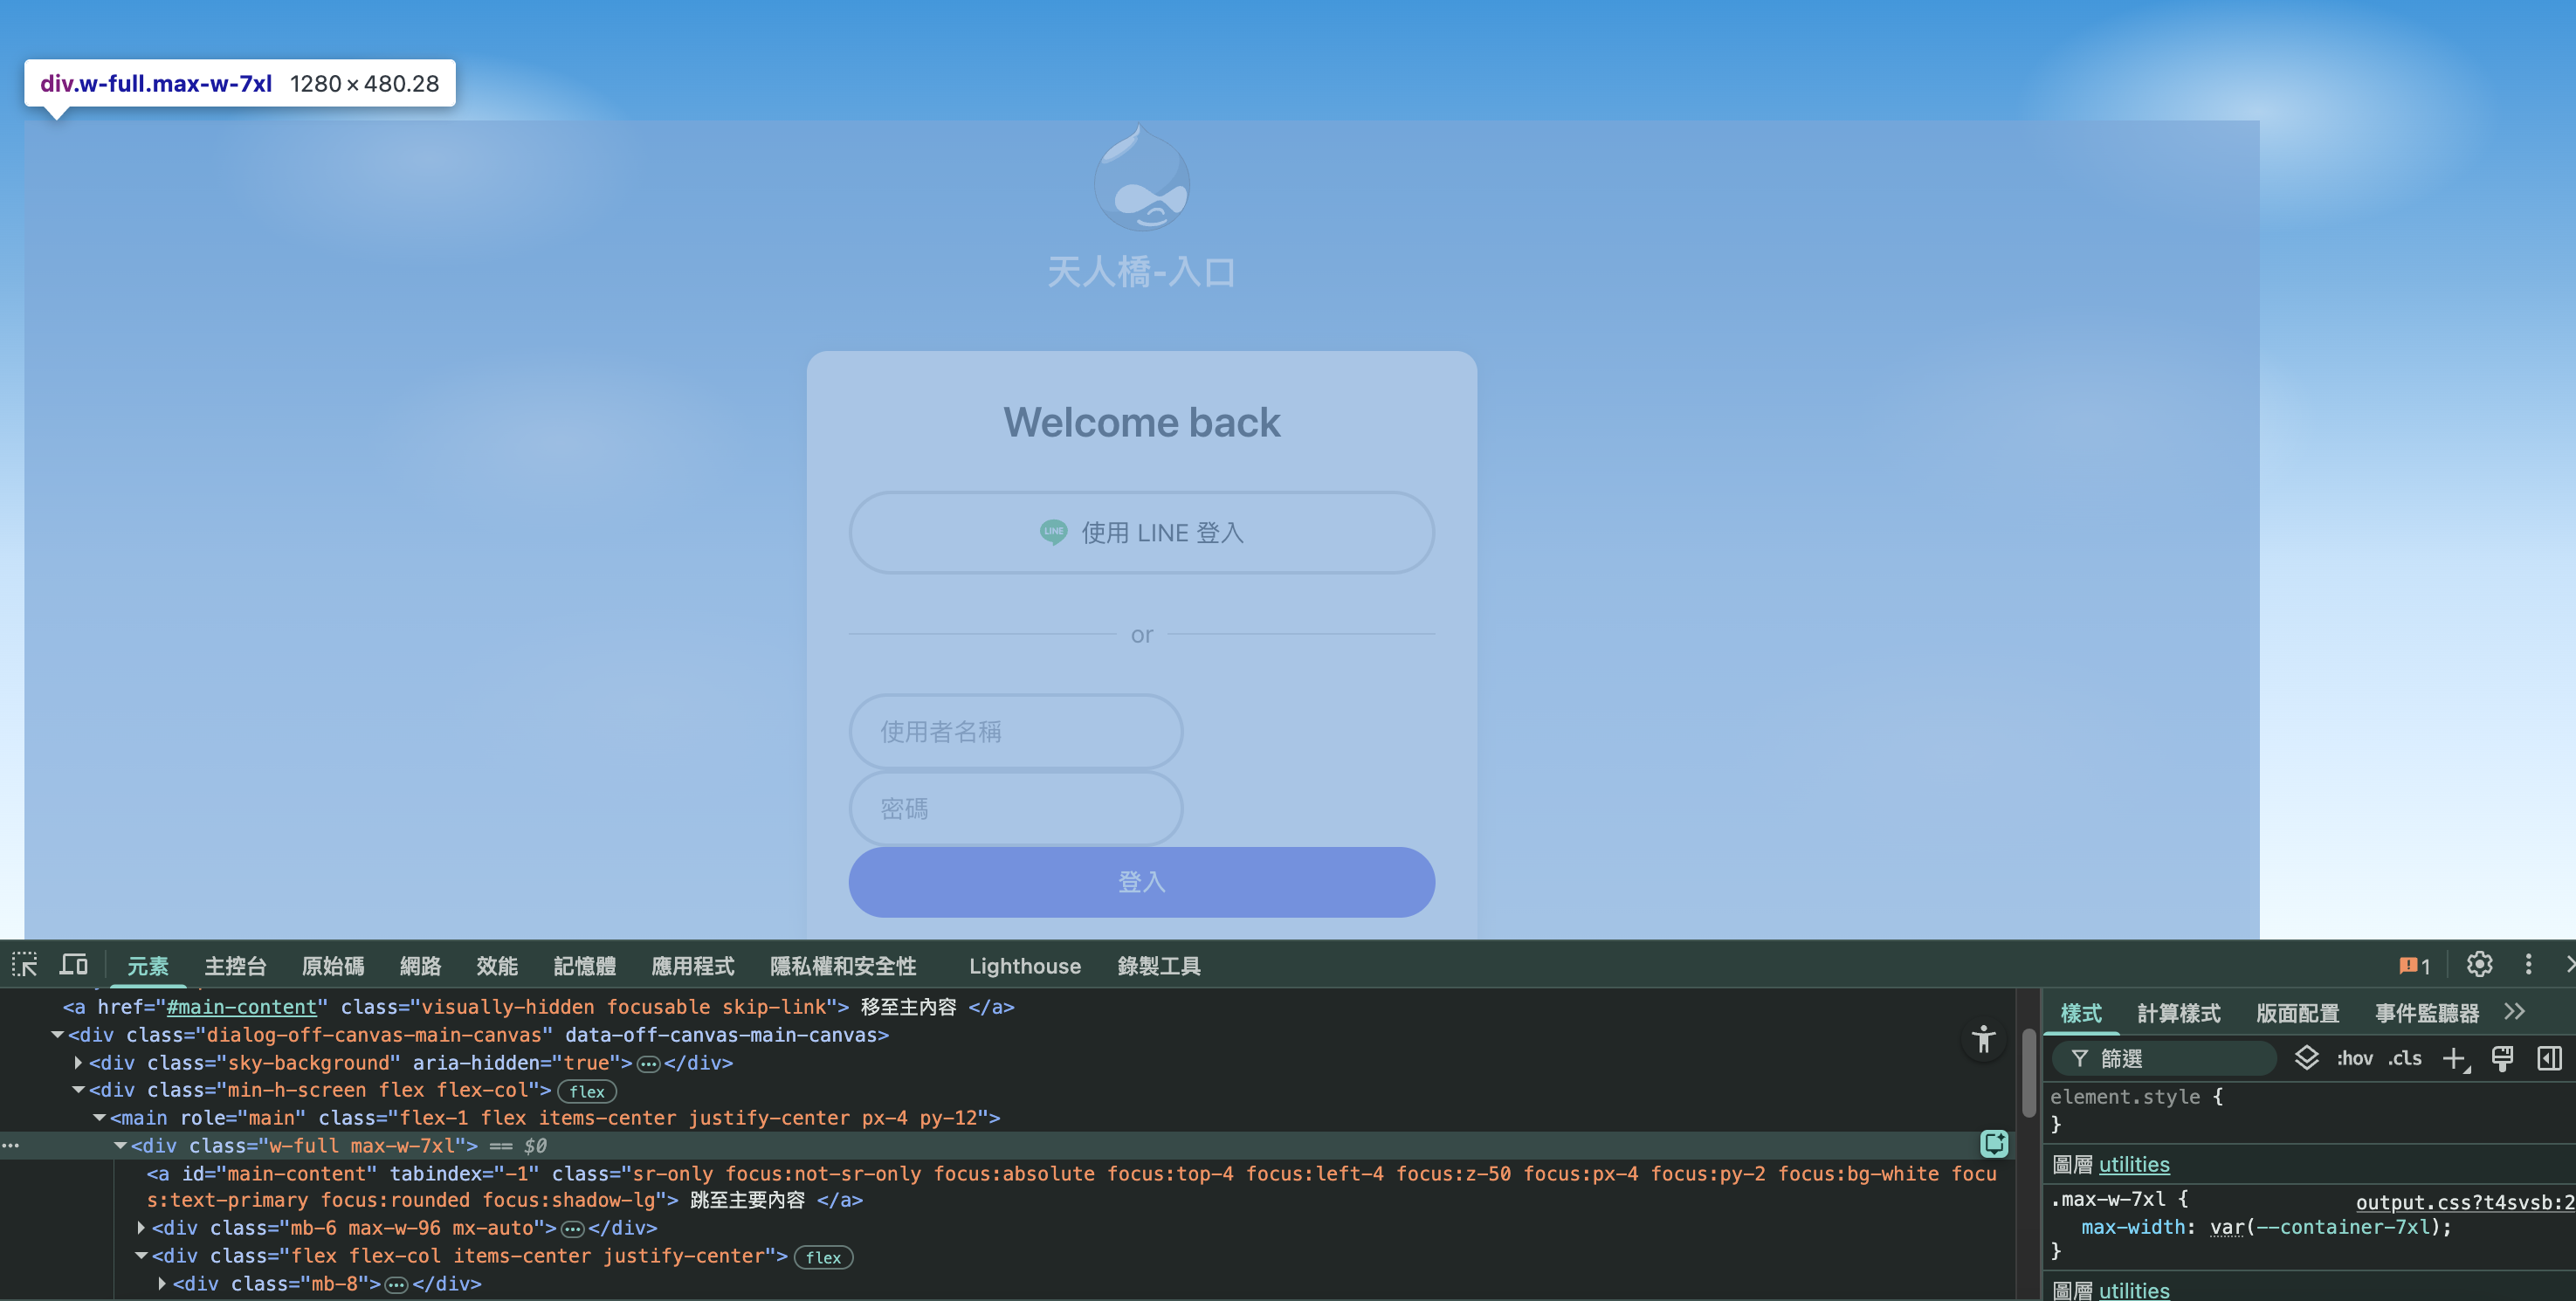 div.w-full.max-w-7xl 1280 × 480.28
天人橋-入口
Welcome back
LINE 使用 LINE 登入
or
使用者名稱
密碼
登入
元素 主控台 原始碼 網路 效能 記憶體 應用程式 隱私權和安全性 Lighthouse 錄製工具 1
<a href="#main-content" class="visually-hidden focusable skip-link"> 移至主內容 </a>
<div class="dialog-off-canvas-main-canvas" data-off-canvas-main-canvas>
<div class="sky-background" aria-hidden="true">…</div>
<div class="min-h-screen flex flex-col"> flex
<main role="main" class="flex-1 flex items-center justify-center px-4 py-12">
… <div class="w-full max-w-7xl"> == $0
<a id="main-content" tabindex="-1" class="sr-only focus:not-sr-only focus:absolute focus:top-4 focus:left-4 focus:z-50 focus:px-4 focus:py-2 focus:bg-white focu
s:text-primary focus:rounded focus:shadow-lg"> 跳至主要內容 </a>
<div class="mb-6 max-w-96 mx-auto">…</div>
<div class="flex flex-col items-center justify-center"> flex
<div class="mb-8">…</div>
樣式 計算樣式 版面配置 事件監聽器
篩選 :hov .cls
element.style {
}
圖層 utilities
.max-w-7xl { output.css?t4svsb:2
max-width: var(--container-7xl);
}
圖層 utilities